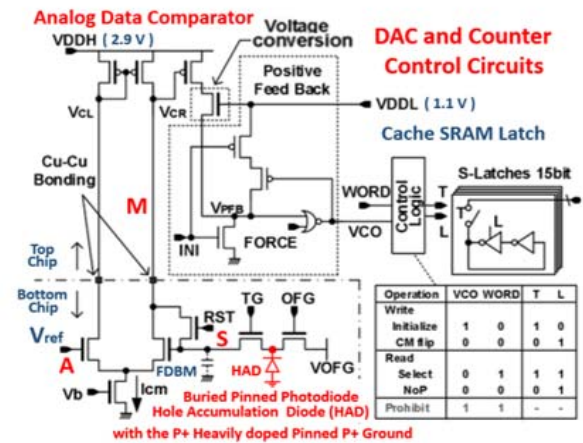 Analog Data Comparator
VDDH ( 2.9 V )
Voltage
conversion
DAC and Counter
Control Circuits
Positive
Feed Back
VDDL ( 1.1 V )
VCL
VCR
Cache SRAM Latch
Cu-Cu
Bonding
M
S-Latches 15bit
WORD
Control
Logic
T
L
T
L
VPFB
VCO
INI
FORCE
Top
Chip
Bottom
Chip
Operation VCO WORD T L
Write
Initialize 1 0 1 0
CM flip 0 0 0 1
Read
Select 0 1 1 1
NoP 0 0 0 1
Prohibit 1 1 - -
Vref
A
RST
S
TG
OFG
FDBM
HAD
VOFG
Vb
Icm
Buried Pinned Photodiode
Hole Accumulation Diode (HAD)
with the P+ Heavily doped Pinned P+ Ground